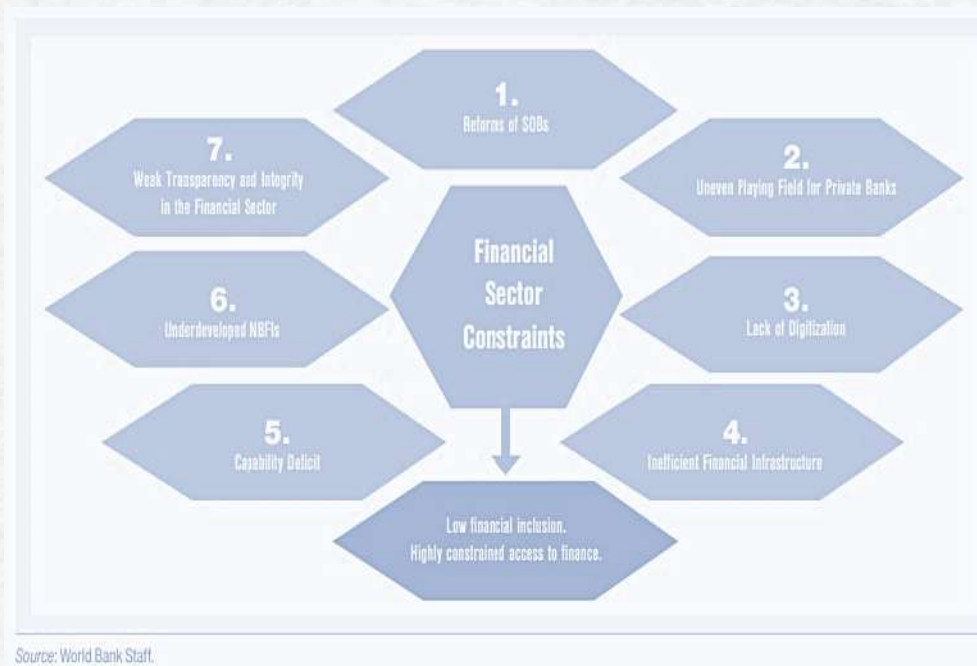 1.
Reforms of SOBs
2.
Uneven Playing Field for Private Banks
3.
Lack of Digitization
4.
Inefficient Financial Infrastructure
5.
Capability Deficit
6.
Underdeveloped NBFIs
7.
Weak Transparency and Integrity
in the Financial Sector
Financial
Sector
Constraints
Low financial inclusion.
Highly constrained access to finance.
Source: World Bank Staff.